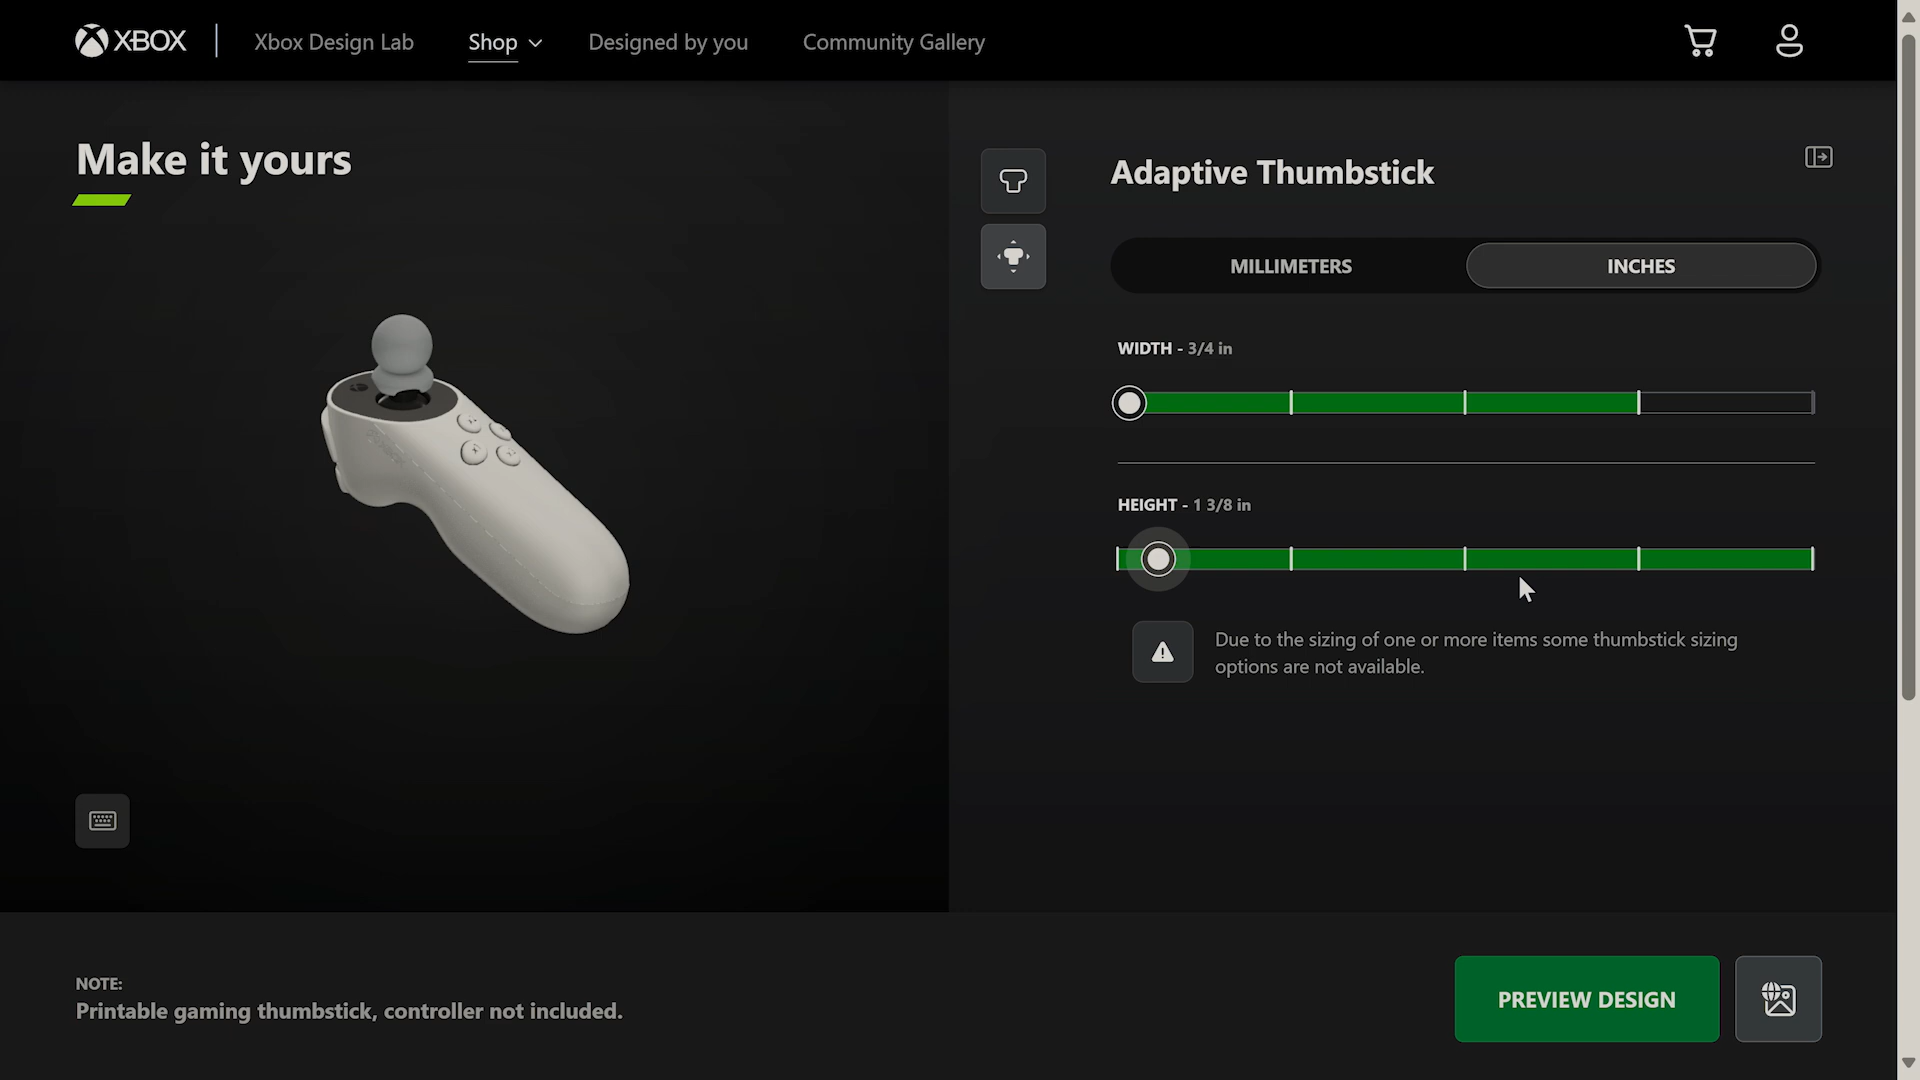 XBOX
Xbox Design Lab
Shop
Designed by you
Community Gallery
Make it yours
Adaptive Thumbstick
MILLIMETERS
INCHES
WIDTH - 3/4 in
HEIGHT - 1 3/8 in
Due to the sizing of one or more items some thumbstick sizing
options are not available.
NOTE:
Printable gaming thumbstick, controller not included.
PREVIEW DESIGN